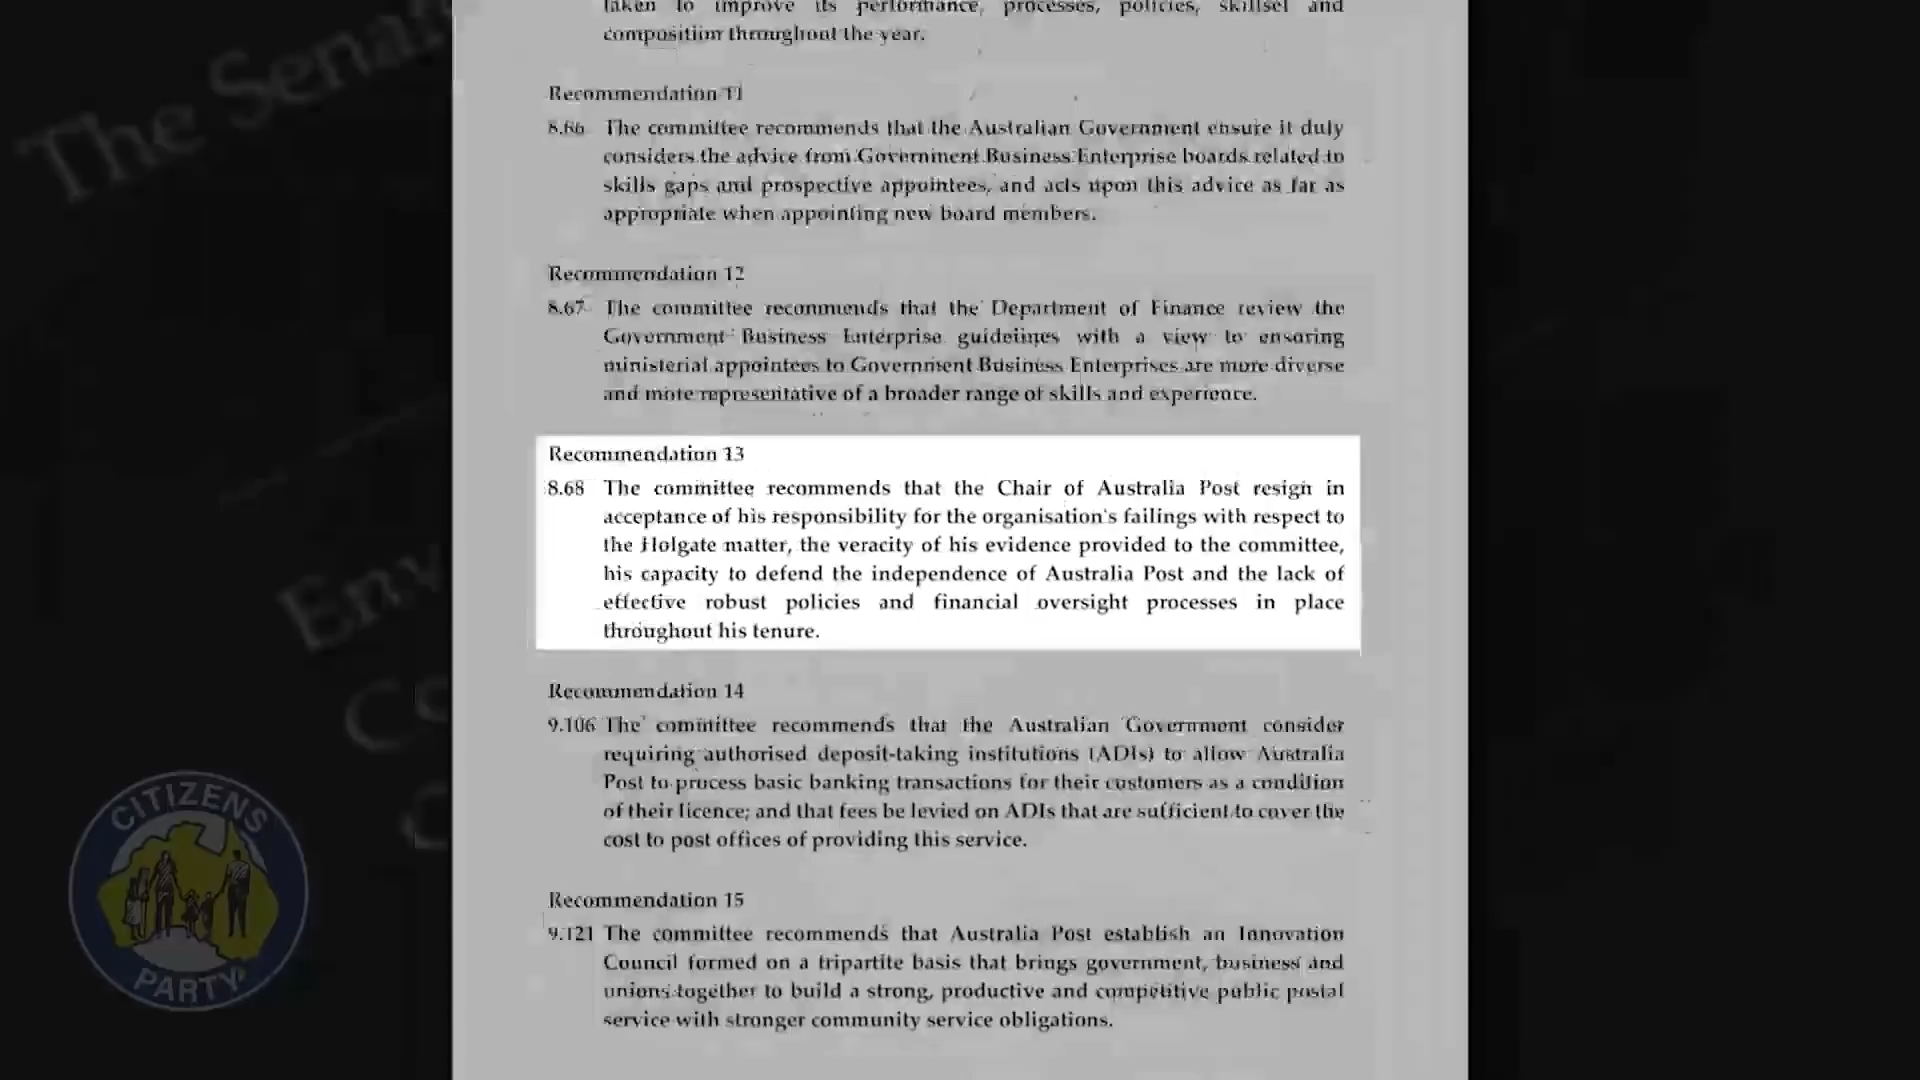 The Senat
Env
taken to improve its performance, processes, policies, skillset and
composition throughout the year.
Recommendation 11
8.66 The committee recommends that the Australian Government ensure it duly
considers the advice from Government Business Enterprise boards related to
skills gaps and prospective appointees, and acts upon this advice as far as
appropriate when appointing new board members.
Recommendation 12
8.67 The committee recommends that the Department of Finance review the
Government Business Enterprise guidelines with a view to ensuring
ministerial appointees to Government Business Enterprises are more diverse
and more representative of a broader range of skills and experience.
Recommendation 13
8.68 The committee recommends that the Chair of Australia Post resign in
acceptance of his responsibility for the organisation's failings with respect to
the Holgate matter, the veracity of his evidence provided to the committee,
his capacity to defend the independence of Australia Post and the lack of
effective robust policies and financial oversight processes in place
throughout his tenure.
Recommendation 14
9.106 The committee recommends that the Australian Government consider
requiring authorised deposit-taking institutions (ADIs) to allow Australia
Post to process basic banking transactions for their customers as a condition
of their licence; and that fees be levied on ADIs that are sufficient to cover the
cost to post offices of providing this service.
Recommendation 15
9.121 The committee recommends that Australia Post establish an Innovation
Council formed on a tripartite basis that brings government, business and
unions together to build a strong, productive and competitive public postal
service with stronger community service obligations.
CITIZENS
PARTY